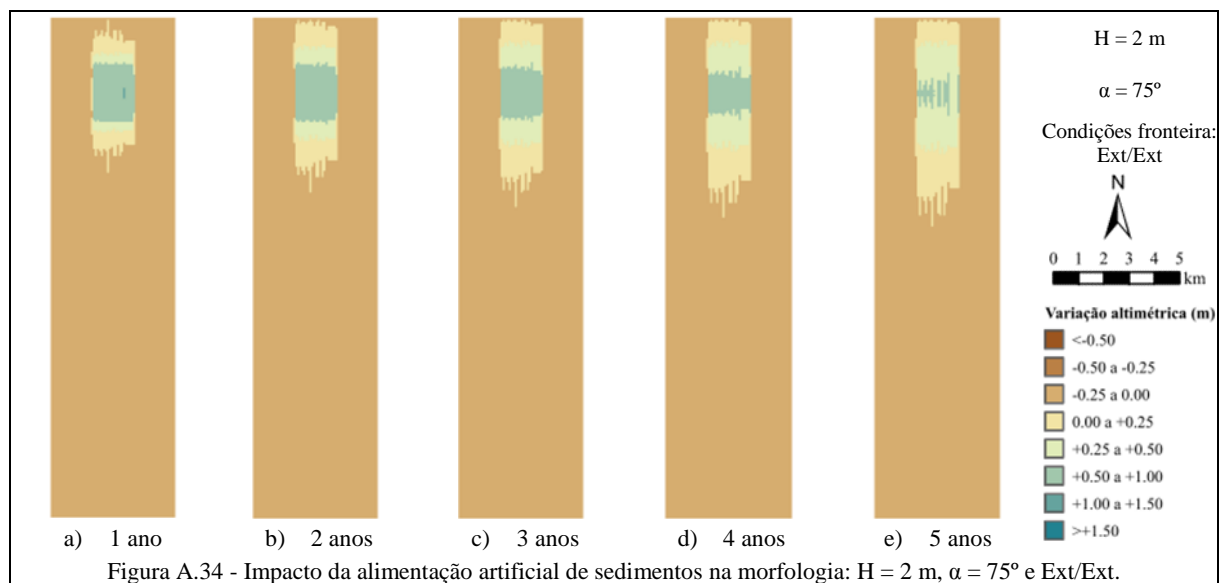 H = 2 m
α = 75º
Condições fronteira:
Ext/Ext
N
0 1 2 3 4 5
km
Variação altimétrica (m)
<-0.50
-0.50 a -0.25
-0.25 a 0.00
0.00 a +0.25
+0.25 a +0.50
+0.50 a +1.00
+1.00 a +1.50
>+1.50
a) 1 ano
b) 2 anos
c) 3 anos
d) 4 anos
e) 5 anos
Figura A.34 - Impacto da alimentação artificial de sedimentos na morfologia: H = 2 m, α = 75º e Ext/Ext.